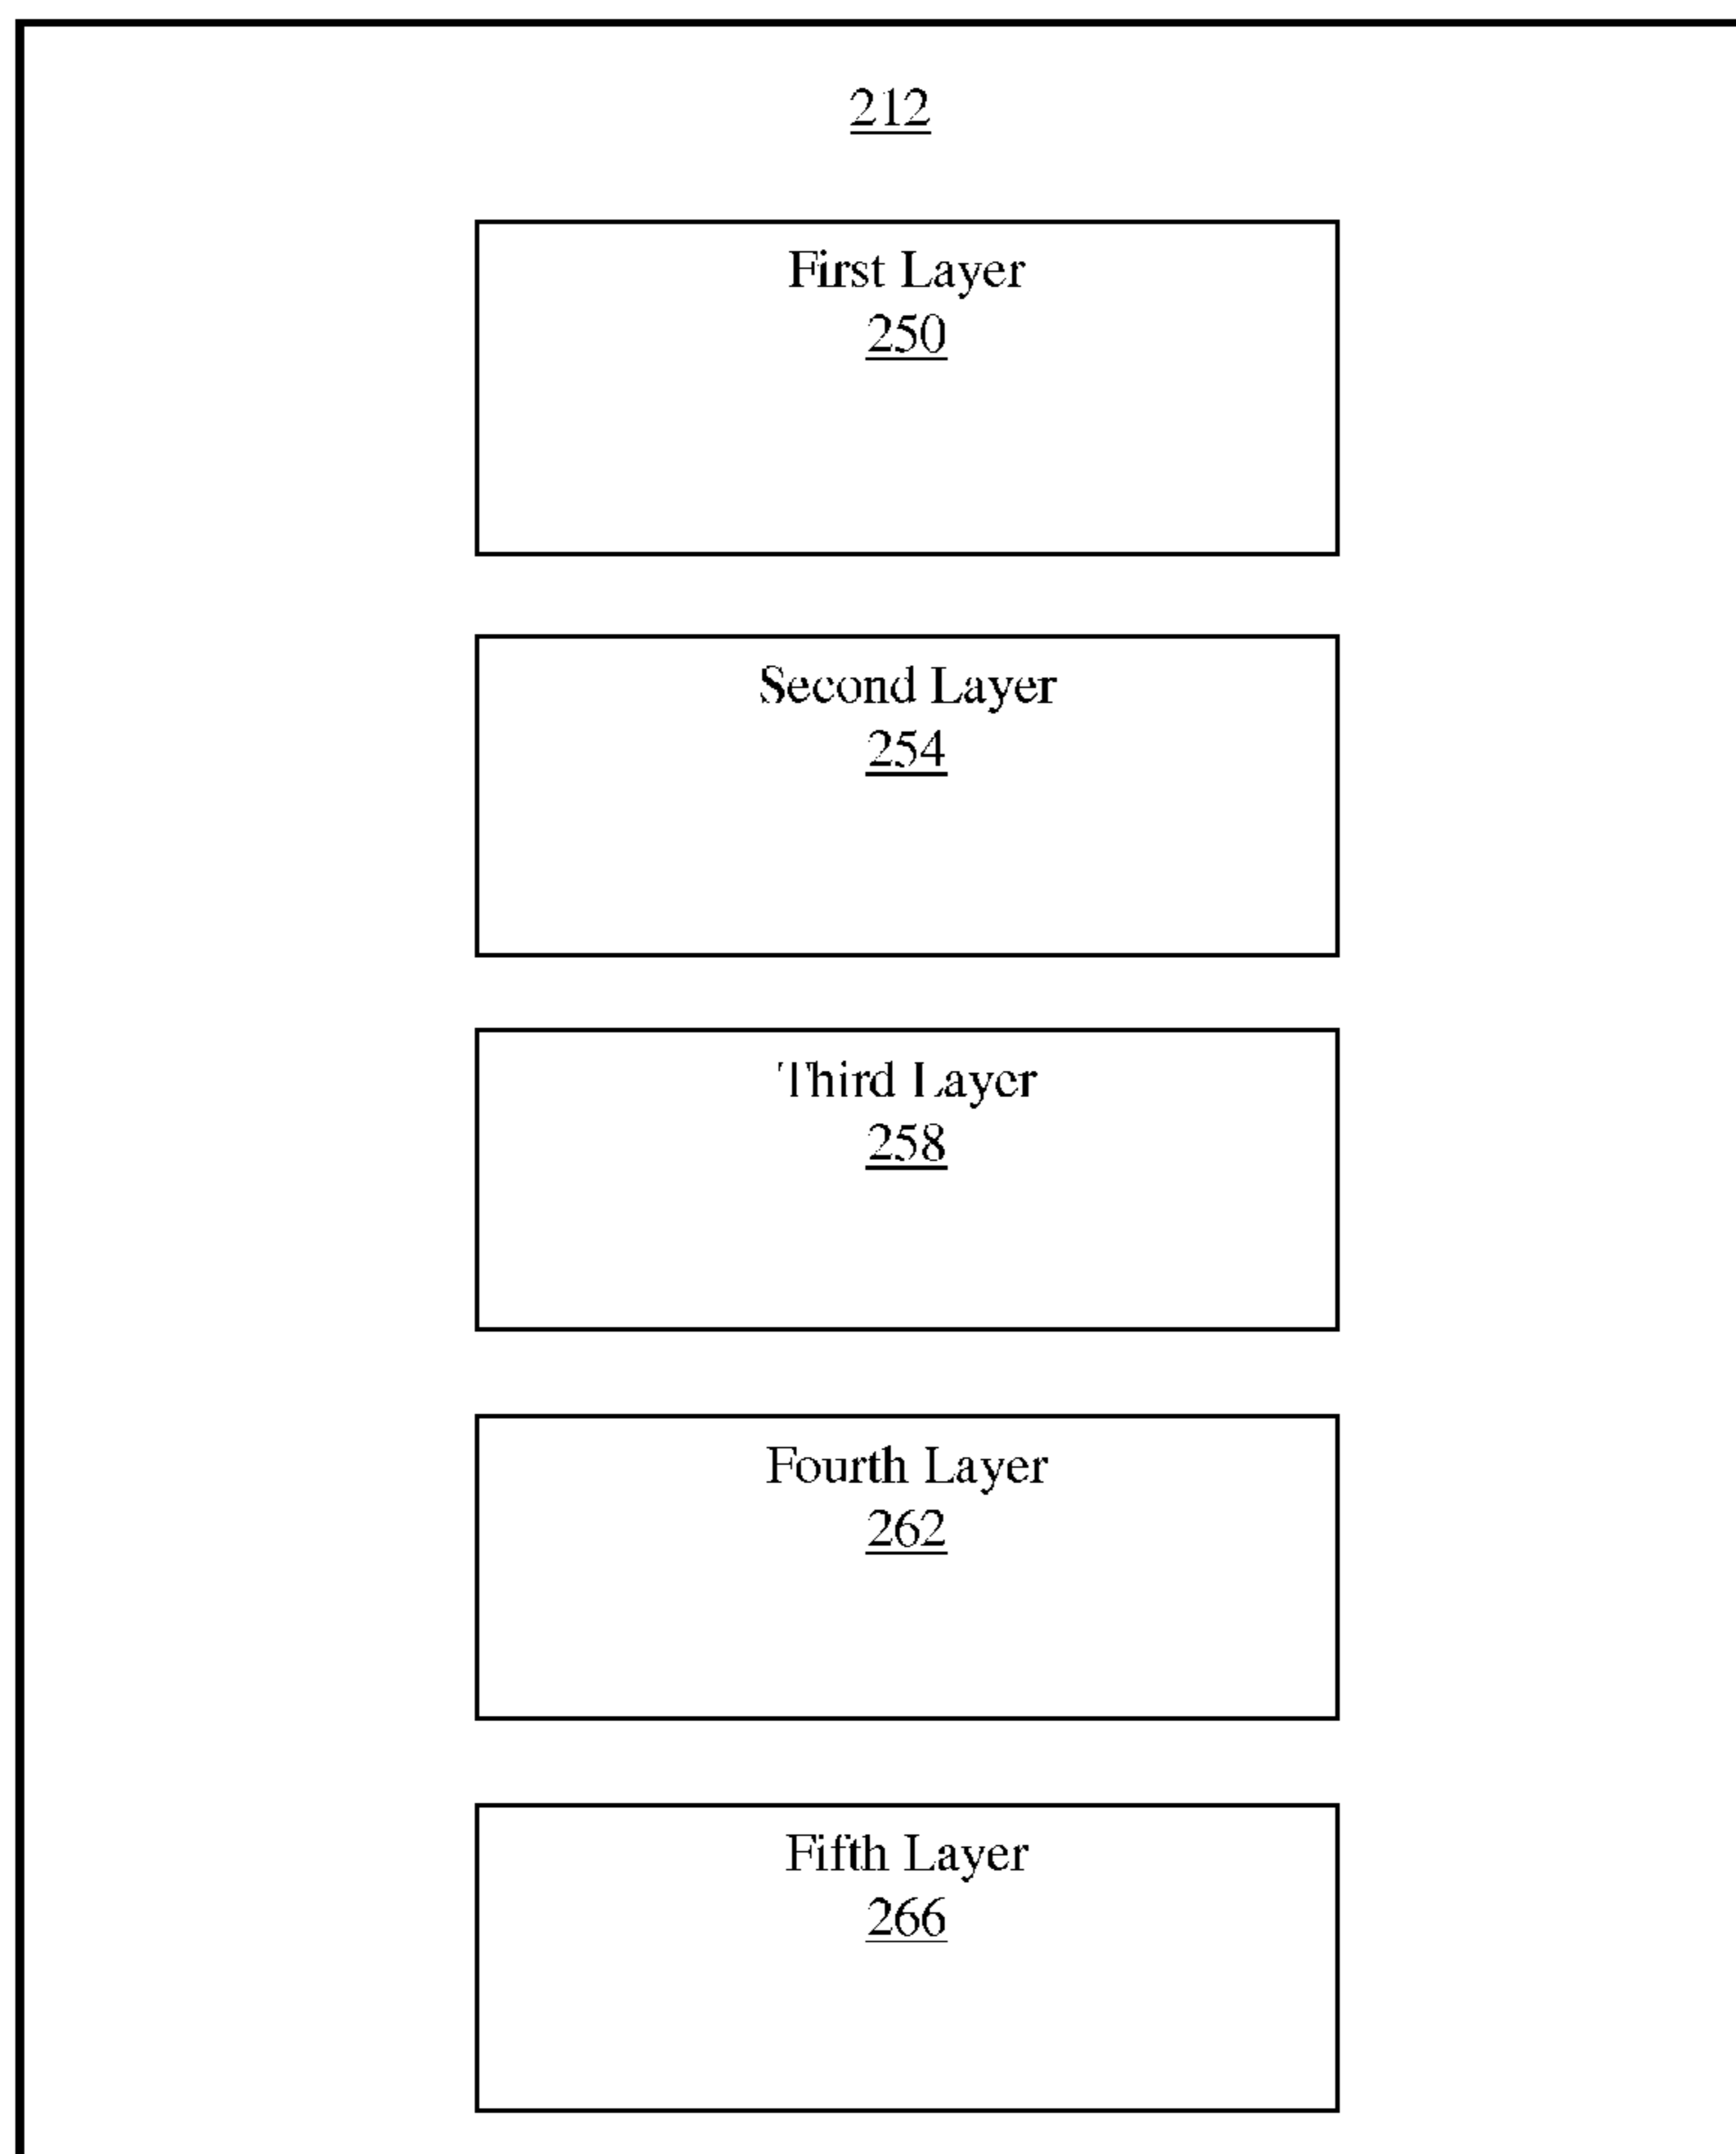 212
First Layer
250
Second Layer
254
Third Layer
258
Fourth Layer
262
Fifth Layer
266